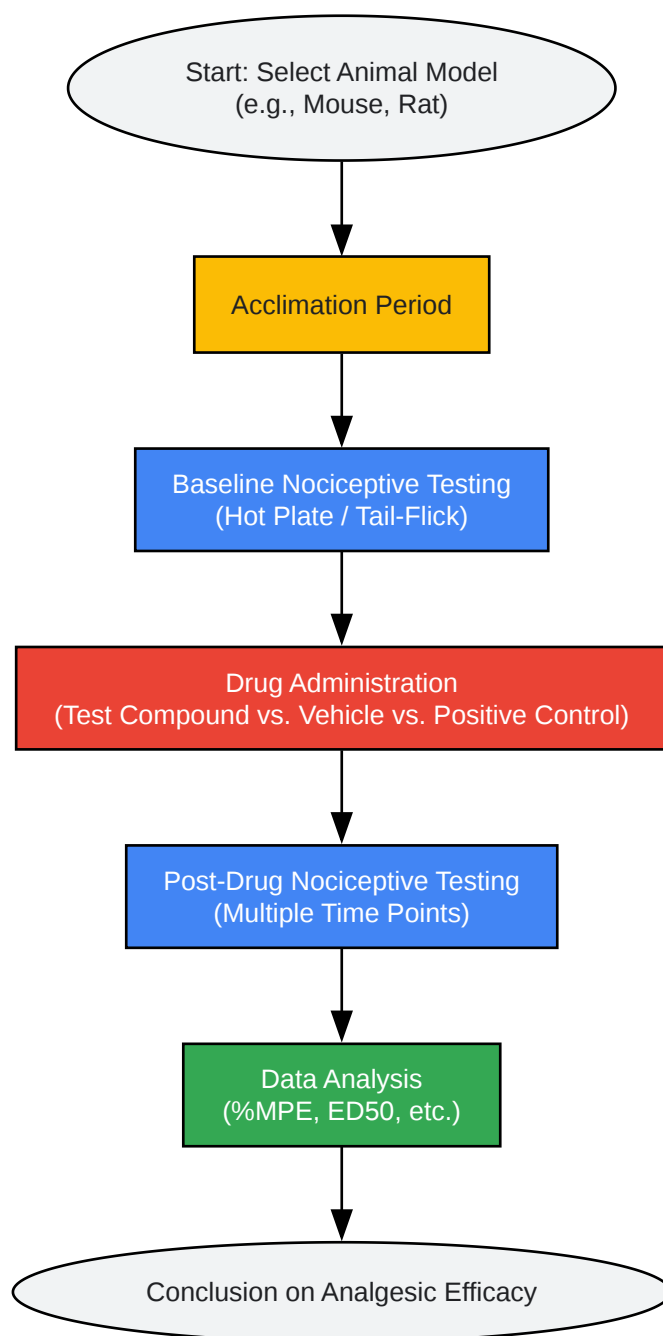 Start: Select Animal Model
(e.g., Mouse, Rat)
Acclimation Period
Baseline Nociceptive Testing
(Hot Plate / Tail-Flick)
Drug Administration
(Test Compound vs. Vehicle vs. Positive Control)
Post-Drug Nociceptive Testing
(Multiple Time Points)
Data Analysis
(%MPE, ED50, etc.)
Conclusion on Analgesic Efficacy